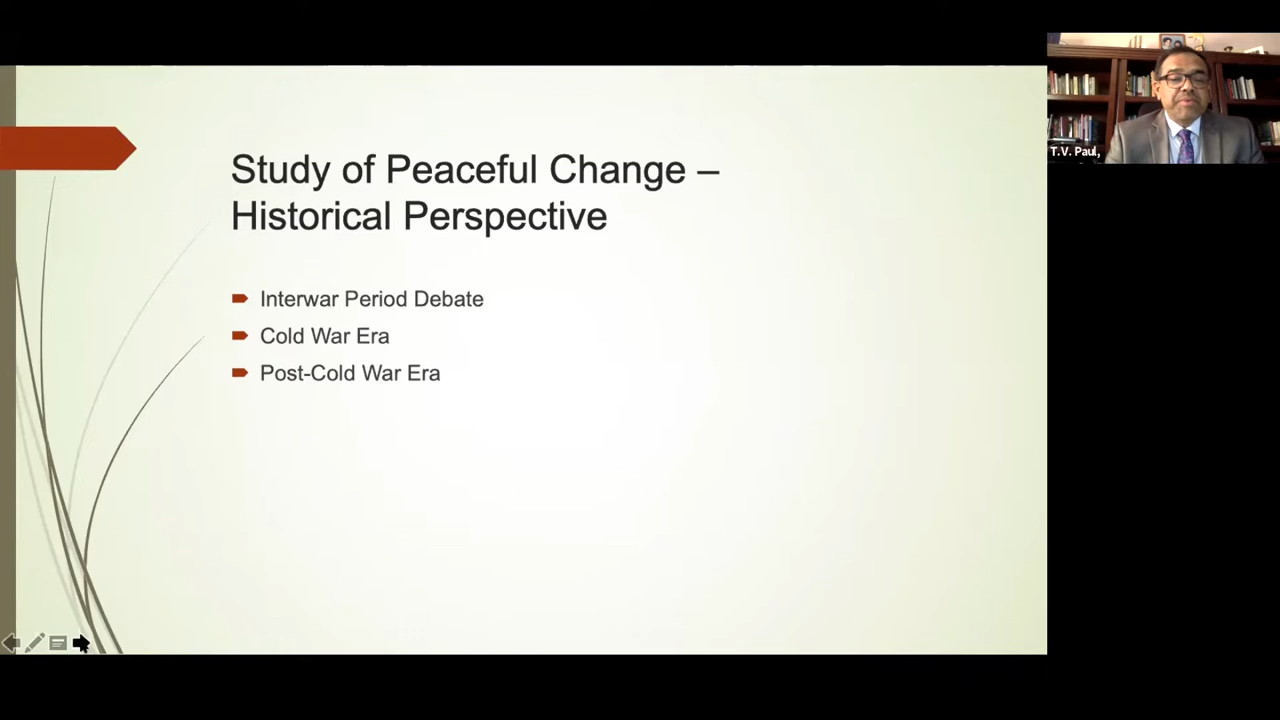 Study of Peaceful Change –
Historical Perspective
Interwar Period Debate
Cold War Era
Post-Cold War Era
T.V. Paul,